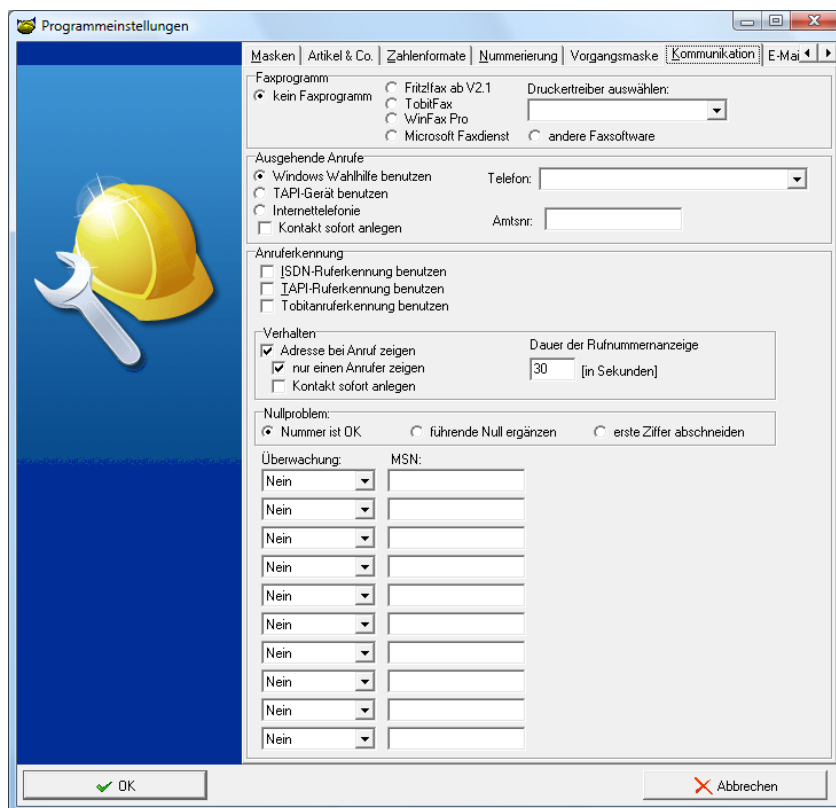 Programmeinstellungen
Masken Artikel & Co. Zahlenformate Nummerierung Vorgangsmaske Kommunikation E-Mai
Faxprogramm
kein Faxprogramm
Fritz!fax ab V2.1
TobitFax
WinFax Pro
Microsoft Faxdienst
Druckertreiber auswählen:
andere Faxsoftware
Ausgehende Anrufe
Windows Wahlhilfe benutzen
TAPI-Gerät benutzen
Internettelefonie
Kontakt sofort anlegen
Telefon:
Amtsnr:
Anruferkennung
ISDN-Ruferkennung benutzen
TAPI-Ruferkennung benutzen
Tobitanruferkennung benutzen
Verhalten
Adresse bei Anruf zeigen
nur einen Anrufer zeigen
Kontakt sofort anlegen
Dauer der Rufnummernanzeige
30 [in Sekunden]
Nullproblem:
Nummer ist OK führende Null ergänzen erste Ziffer abschneiden
Überwachung: MSN:
Nein
Nein
Nein
Nein
Nein
Nein
Nein
Nein
Nein
Nein
OK Abbrechen